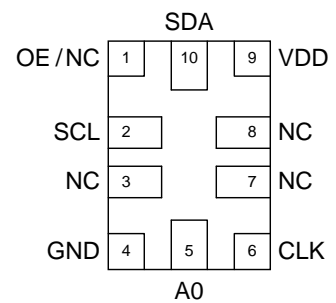 SDA
OE/NC 1 10 9 VDD
SCL 2 8 NC
NC 3 7 NC
GND 4 5 6 CLK
A0